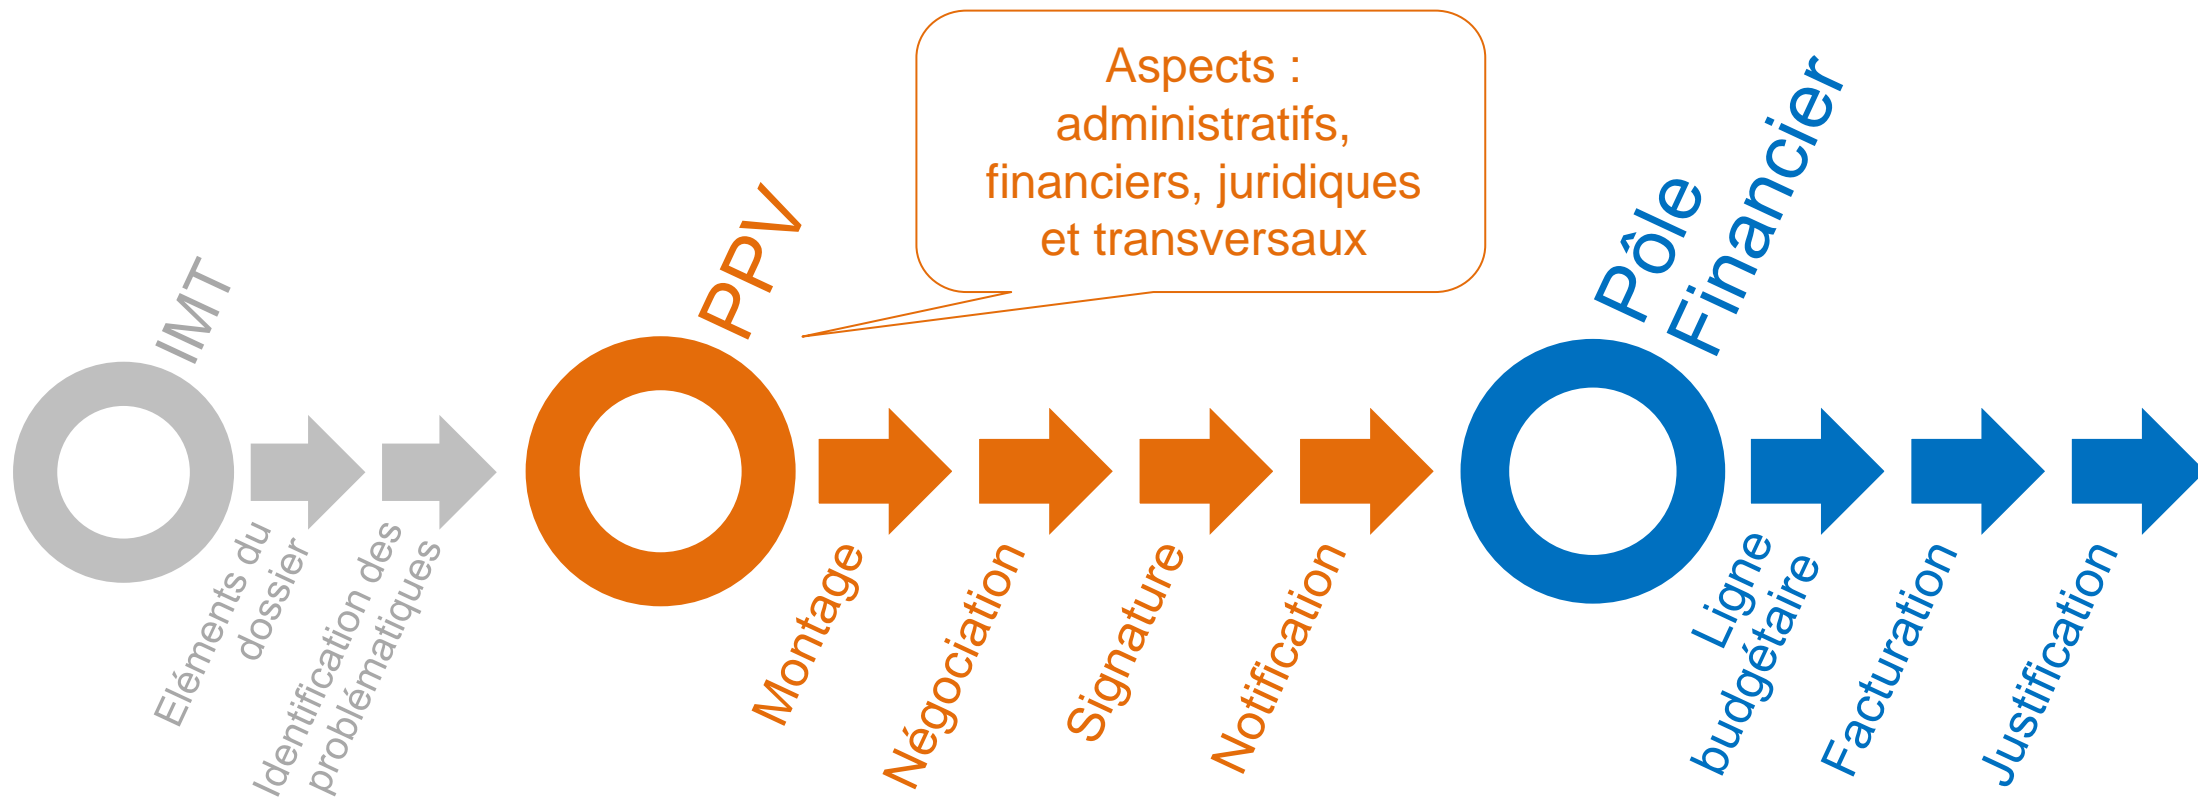 Aspects :
administratifs,
financiers, juridiques
et transversaux
IMT
Eléments du
dossier
Identification des
problématiques
PPV
Montage
Négociation
Signature
Notification
Pôle
Financier
Ligne
budgétaire
Facturation
Justification